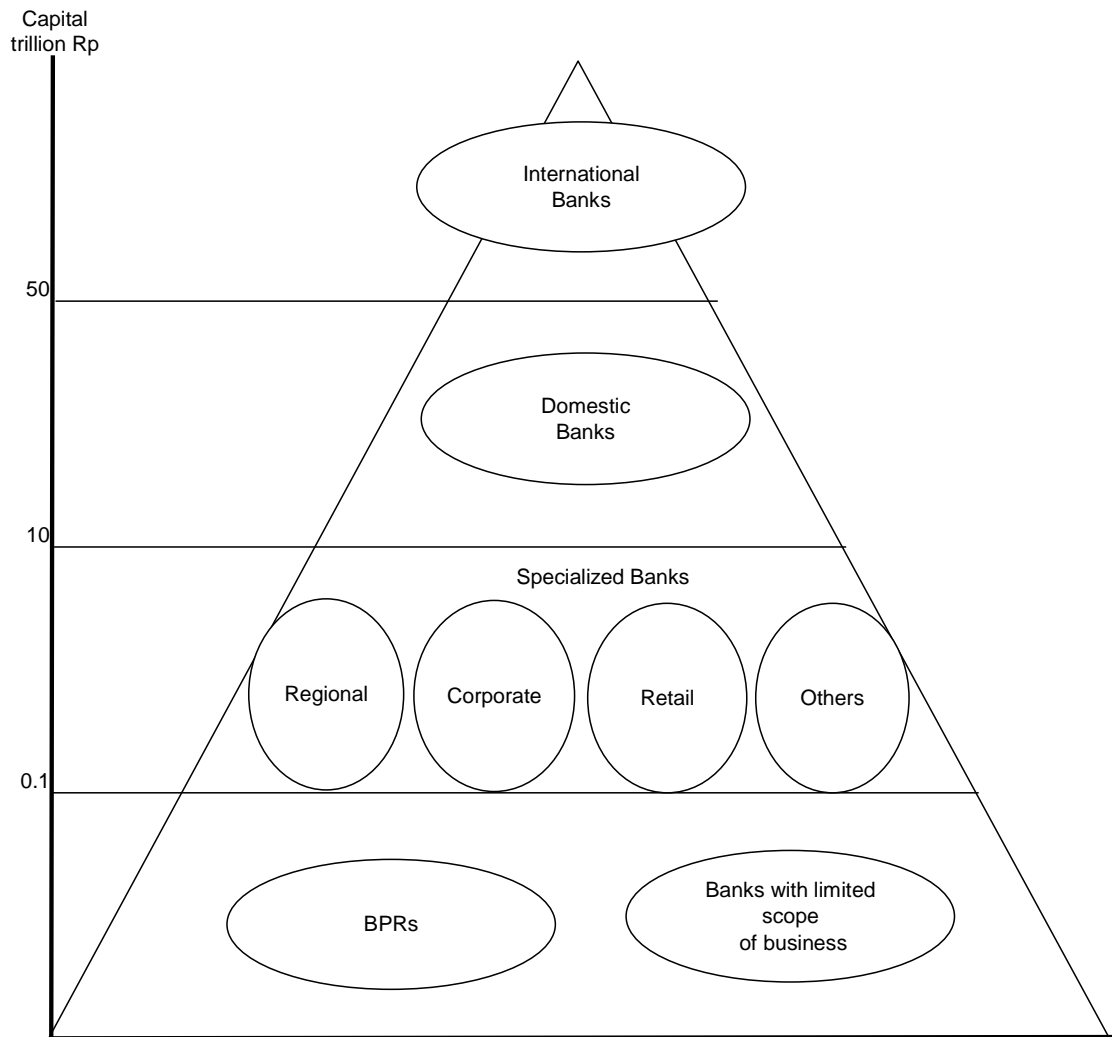 Capital
trillion Rp
International
Banks
50
Domestic
Banks
10
Specialized Banks
Regional
Corporate
Retail
Others
0.1
BPRs
Banks with limited
scope
of business